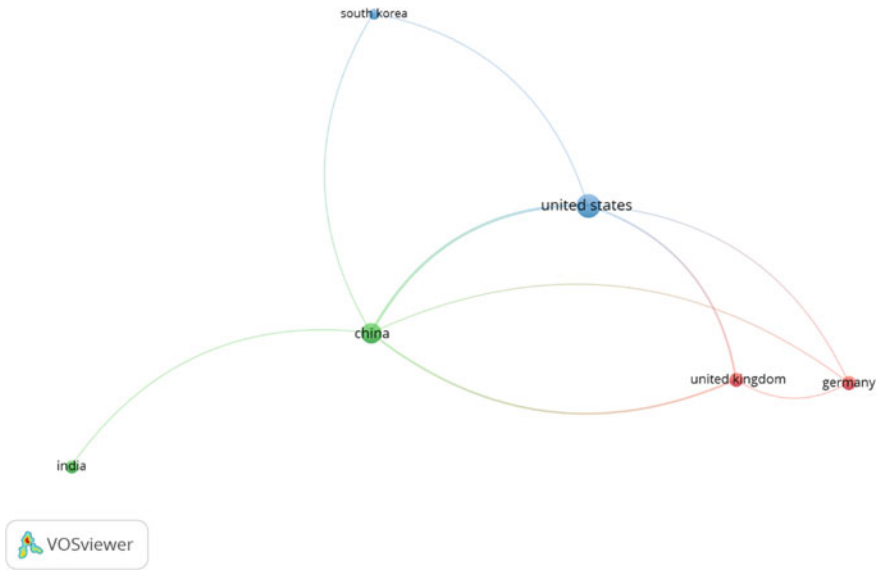 south korea
united states
china
united kingdom
germany
india
VOSviewer